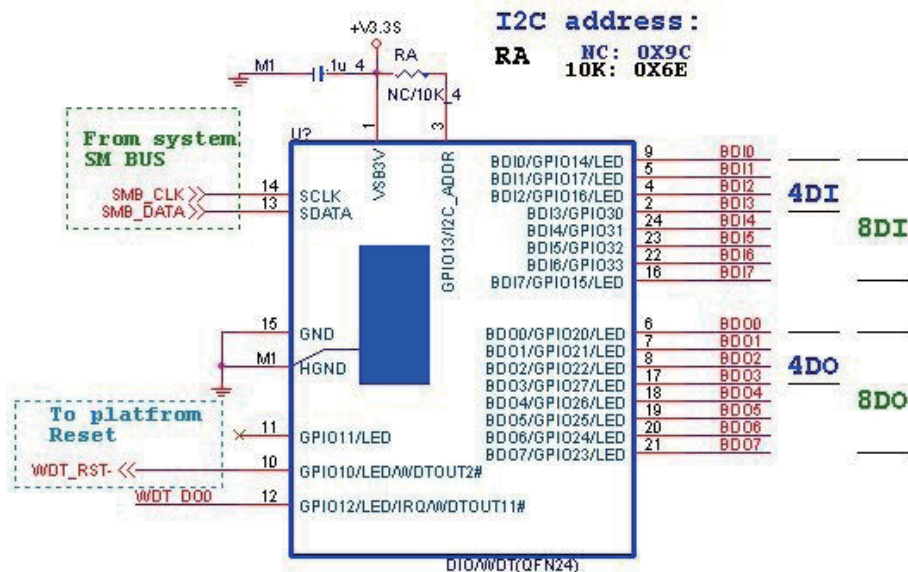 I2C address:
RA NC: 0X9C
10K: 0X6E
+V3.3S
RA
M1 .1u_4
NC/10K_4
From system
SM BUS
SMB_CLK
SMB_DATA
U?
1
3
VSB3V
GPIO13/I2C_ADDR
14 SCLK
13 SDATA
15 GND
M1 HGND
To platfrom
Reset
11 GPIO11/LED
WDT_RST- 10 GPIO10/LED/WDTOUT2#
WDT_DO0 12 GPIO12/LED/IRQ/WDTOUT11#
BDI0/GPIO14/LED 9 BDI0
BDI1/GPIO17/LED 5 BDI1
BDI2/GPIO16/LED 4 BDI2
BDI3/GPIO30 2 BDI3
BDI4/GPIO31 24 BDI4
BDI5/GPIO32 23 BDI5
BDI6/GPIO33 22 BDI6
BDI7/GPIO15/LED 16 BDI7
4DI
8DI
BDO0/GPIO20/LED 6 BDO0
BDO1/GPIO21/LED 7 BDO1
BDO2/GPIO22/LED 8 BDO2
BDO3/GPIO27/LED 17 BDO3
BDO4/GPIO26/LED 18 BDO4
BDO5/GPIO25/LED 19 BDO5
BDO6/GPIO24/LED 20 BDO6
BDO7/GPIO23/LED 21 BDO7
4DO
8DO
DIO/WDT(QFN24)